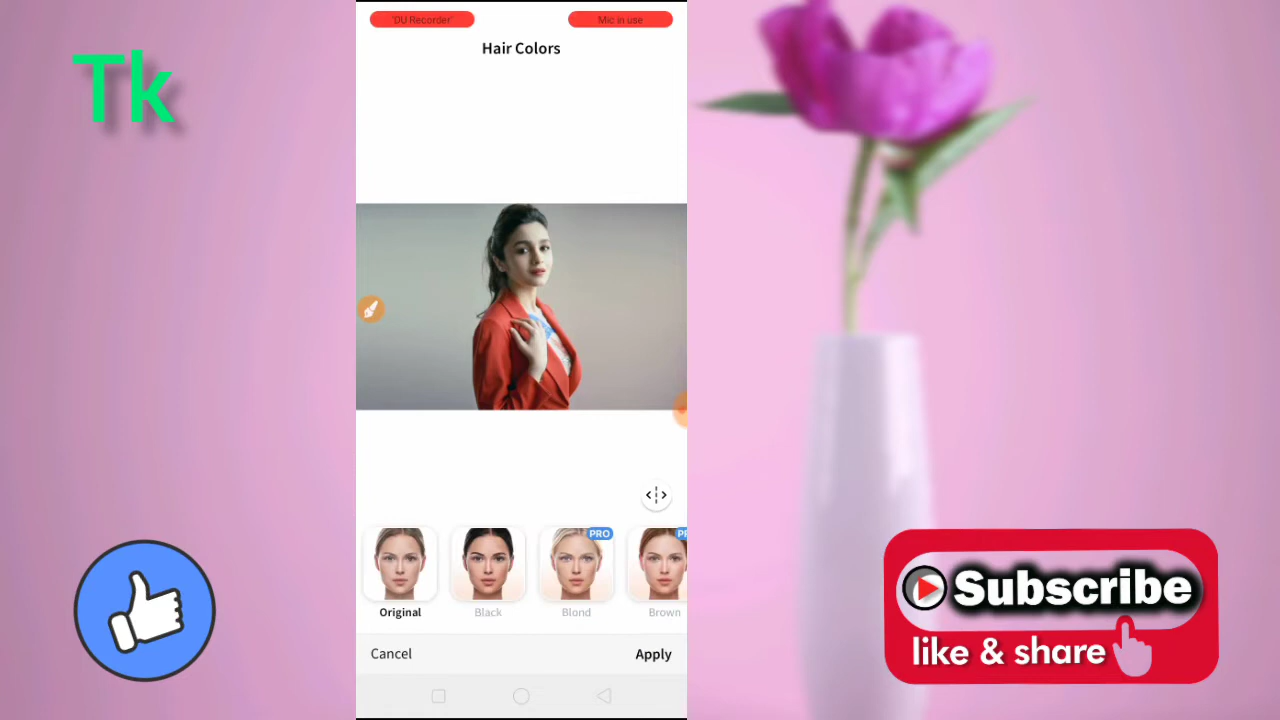 'DU Recorder'
Mic in use
Hair Colors
Tk
PRO
Original
Black
Blond
Brown
Cancel
Apply
Subscribe
like & share